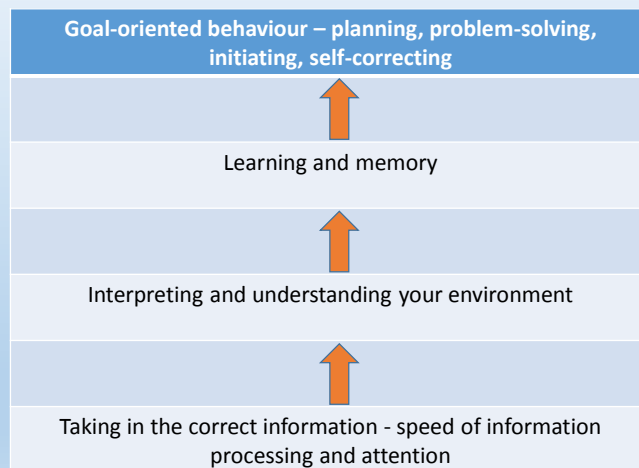 Goal-oriented behaviour – planning, problem-solving,
initiating, self-correcting
Learning and memory
Interpreting and understanding your environment
Taking in the correct information - speed of information
processing and attention